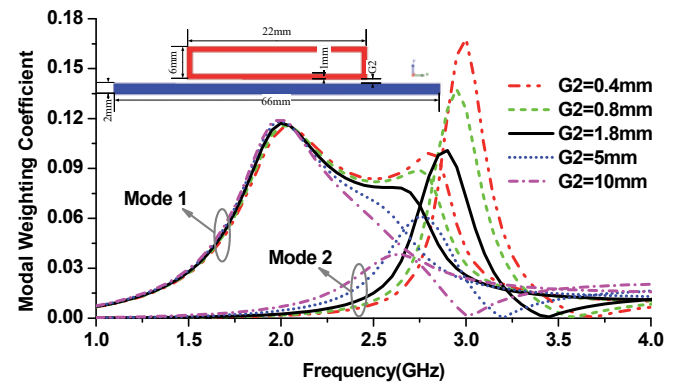 0.18
0.15
0.12
0.09
0.06
0.03
0.00
Modal Weighting Coefficient
22mm
6mm
1mm
G2
2mm
66mm
G2=0.4mm
G2=0.8mm
G2=1.8mm
G2=5mm
G2=10mm
Mode 1
Mode 2
1.0 1.5 2.0 2.5 3.0 3.5 4.0
Frequency(GHz)